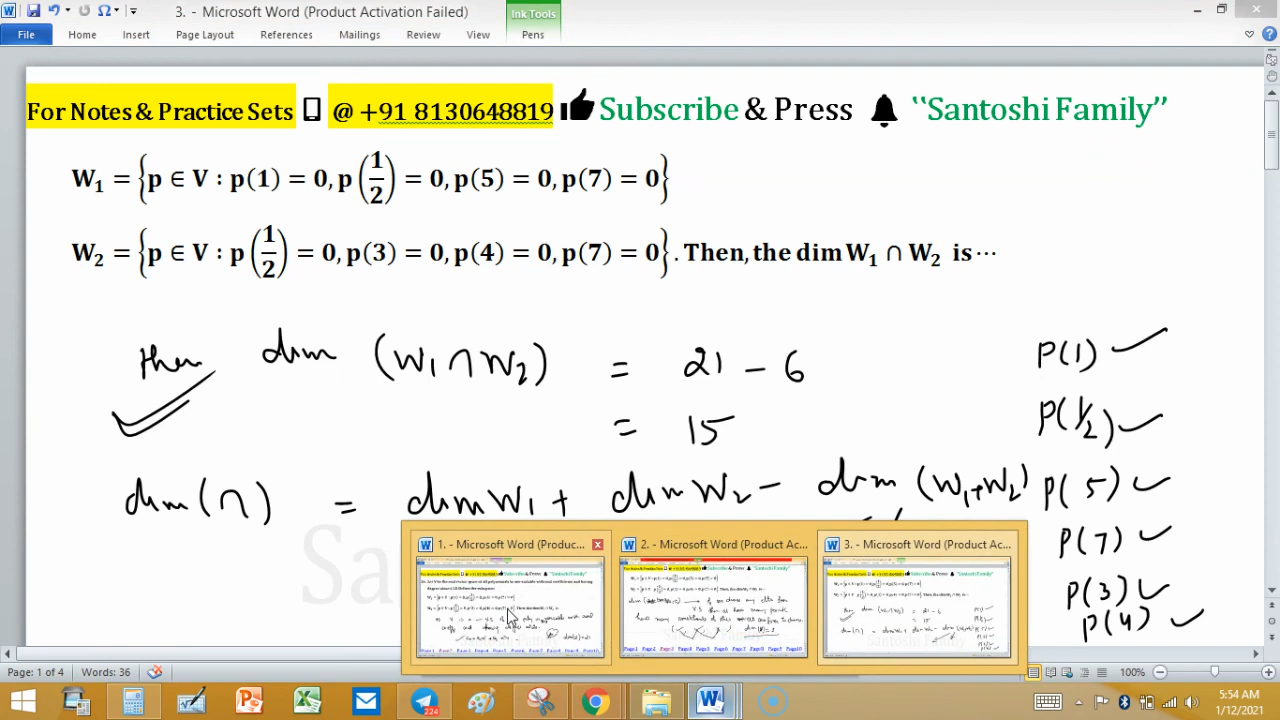 3. - Microsoft Word (Product Activation Failed)
Ink Tools
File Home Insert Page Layout References Mailings Review View Pens
For Notes & Practice Sets @ +91 8130648819 Subscribe & Press "Santoshi Family"
W₁ = {p ∈ V : p(1) = 0, p(1/2) = 0, p(5) = 0, p(7) = 0}
W₂ = {p ∈ V : p(1/2) = 0, p(3) = 0, p(4) = 0, p(7) = 0}. Then, the dim W₁ ∩ W₂ is ⋯
then dim (W₁ ∩ W₂) = 21 - 6
= 15
P(1)
P(1/2)
dim(∩) = dim W₁ + dim W₂ - dim (W₁+W₂)
P(5)
P(7)
P(3)
P(4)
1. - Microsoft Word (Produc...
2. - Microsoft Word (Product Ac...
3. - Microsoft Word (Product Ac...
Page: 1 of 4 Words: 36 100%
224
5:54 AM
1/12/2021